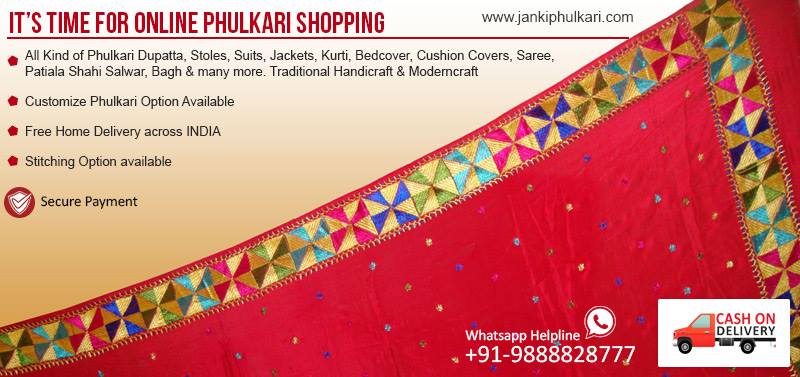 IT'S TIME FOR ONLINE PHULKARI SHOPPING
www.jankiphulkari.com
All Kind of Phulkari Dupatta, Stoles, Suits, Jackets, Kurti, Bedcover, Cushion Covers, Saree,
Patiala Shahi Salwar, Bagh & many more. Traditional Handicraft & Moderncraft
Customize Phulkari Option Available
Free Home Delivery across INDIA
Stitching Option available
Secure Payment
Whatsapp Helpline
+91-9888828777
CASH ON
DELIVERY